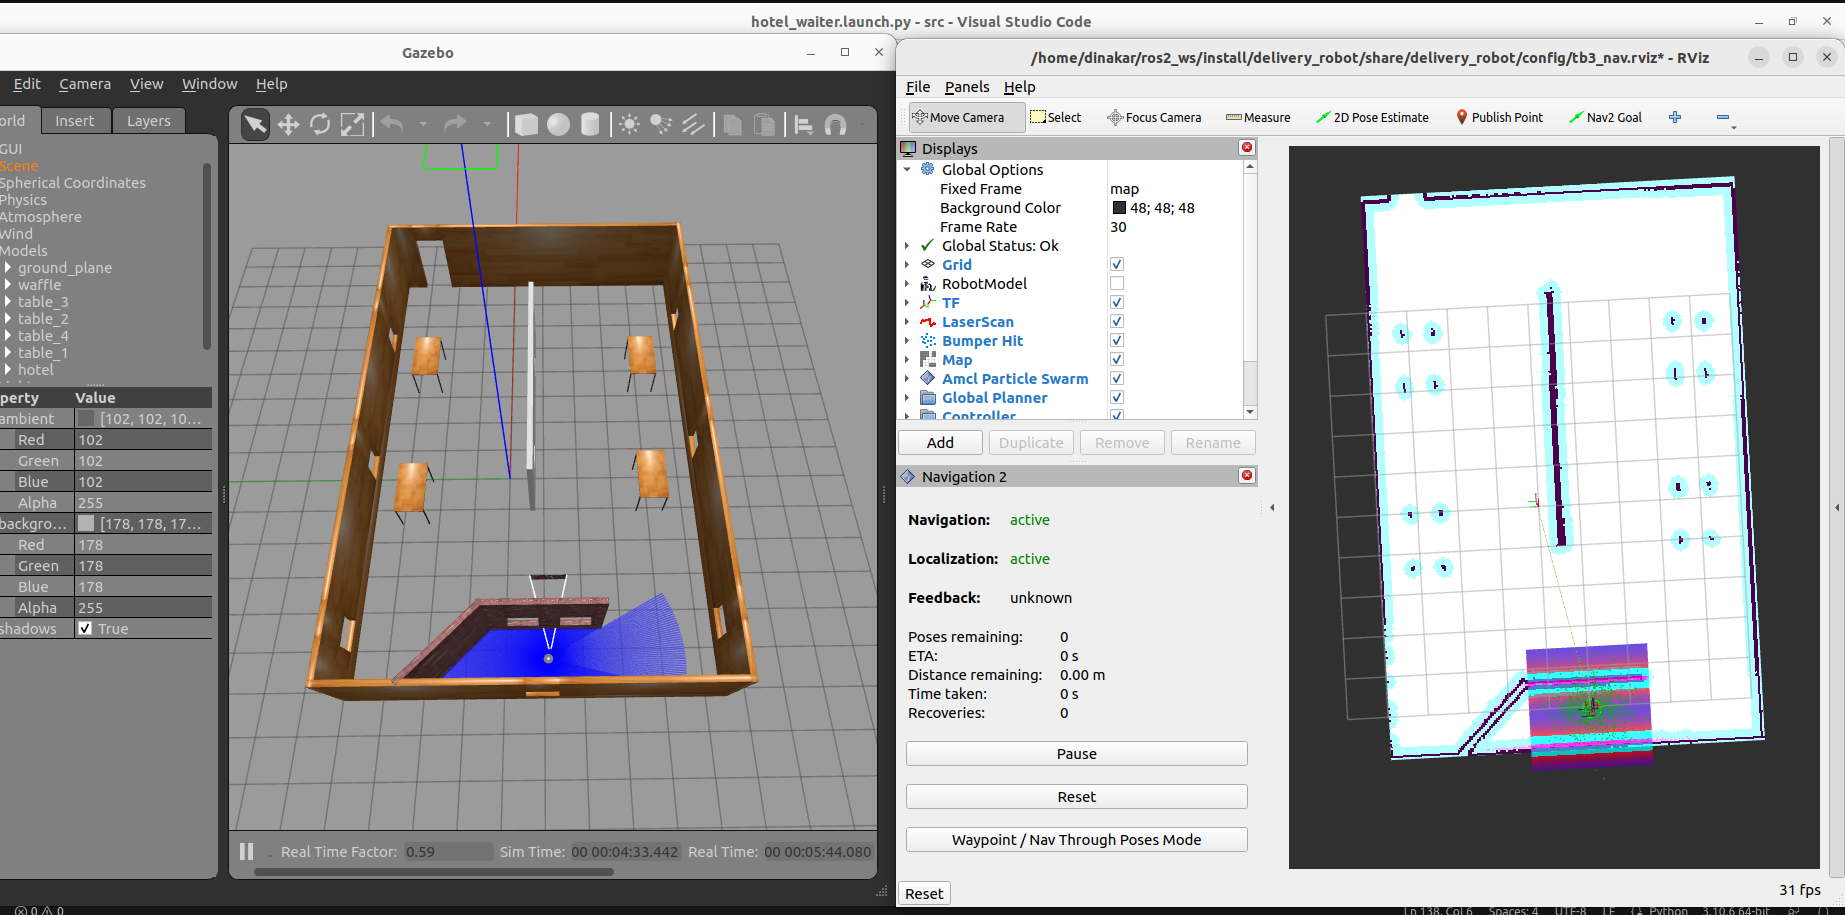 hotel_waiter.launch.py - src - Visual Studio Code
Gazebo
Edit Camera View Window Help
orld Insert Layers
GUI
Scene
Spherical Coordinates
Physics
Atmosphere
Wind
Models
ground_plane
waffle
table_3
table_2
table_4
table_1
hotel
perty Value
ambient [102, 102, 10...
Red 102
Green 102
Blue 102
Alpha 255
backgro... [178, 178, 17...
Red 178
Green 178
Blue 178
Alpha 255
shadows True
Real Time Factor: 0.59 Sim Time: 00 00:04:33.442 Real Time: 00 00:05:44.080
/home/dinakar/ros2_ws/install/delivery_robot/share/delivery_robot/config/tb3_nav.rviz* - RViz
File Panels Help
Move Camera Select Focus Camera Measure 2D Pose Estimate Publish Point Nav2 Goal
Displays
Global Options
Fixed Frame map
Background Color 48; 48; 48
Frame Rate 30
Global Status: Ok
Grid
RobotModel
TF
LaserScan
Bumper Hit
Map
Amcl Particle Swarm
Global Planner
Controller
Add Duplicate Remove Rename
Navigation 2
Navigation: active
Localization: active
Feedback: unknown
Poses remaining: 0
ETA: 0 s
Distance remaining: 0.00 m
Time taken: 0 s
Recoveries: 0
Pause
Reset
Waypoint / Nav Through Poses Mode
Reset
31 fps
0 0
Ln 138, Col 6 Spaces: 4 UTF-8 LF Python 3.10.6 64-bit